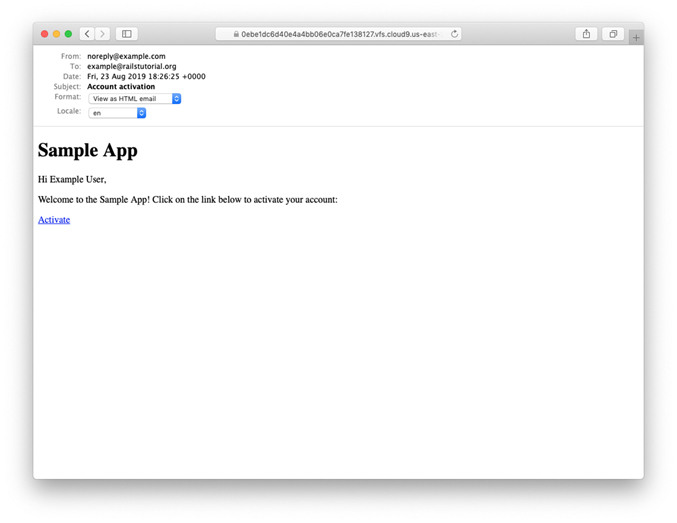 0ebe1dc6d40e4a4bb06e0ca7fe138127.vfs.cloud9.us-east-
From: noreply@example.com
To: example@railstutorial.org
Date: Fri, 23 Aug 2019 18:26:25 +0000
Subject: Account activation
Format: View as HTML email
Locale: en
Sample App
Hi Example User,
Welcome to the Sample App! Click on the link below to activate your account:
Activate